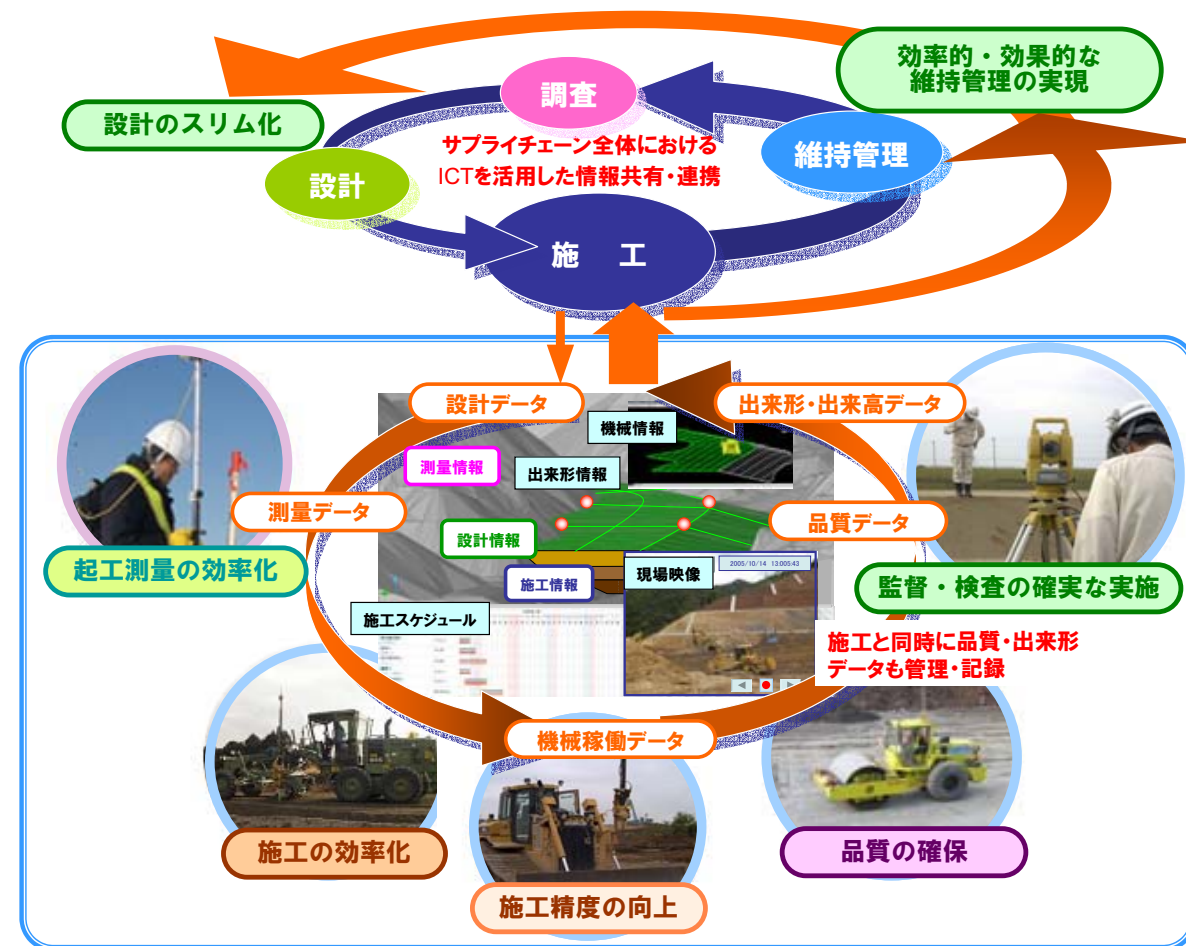 効率的・効果的な
維持管理の実現
調査
設計のスリム化
サプライチェーン全体における
ICTを活用した情報共有・連携
維持管理
設計
施 工
設計データ
出来形・出来高データ
機械情報
測量情報
出来形情報
測量データ
品質データ
設計情報
起工測量の効率化
施工情報
現場映像
2005/10/14 13:005:43
監督・検査の確実な実施
施工スケジュール
施工と同時に品質・出来形
データも管理・記録
機械稼働データ
施工の効率化
品質の確保
施工精度の向上